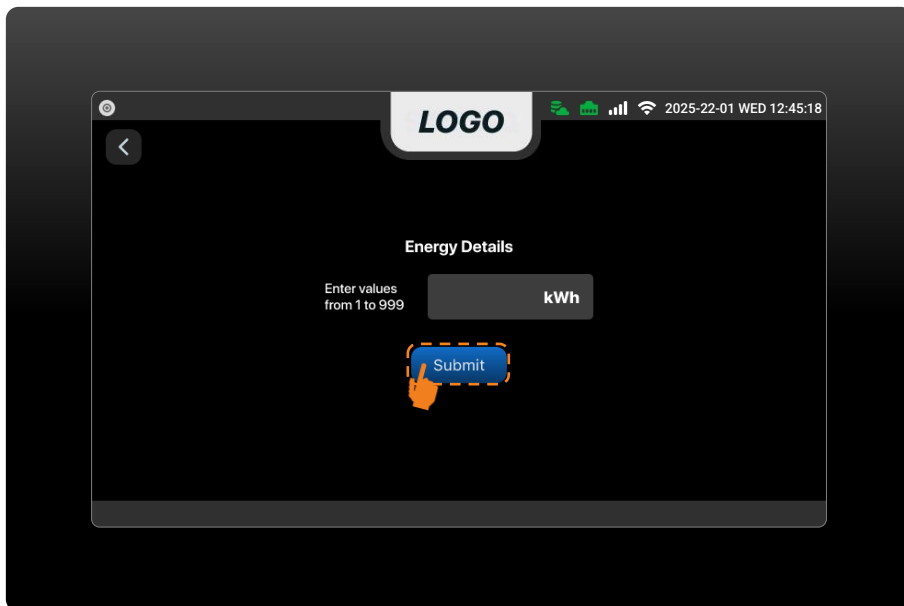 LOGO
2025-22-01 WED 12:45:18
Energy Details
Enter values
from 1 to 999
kWh
Submit